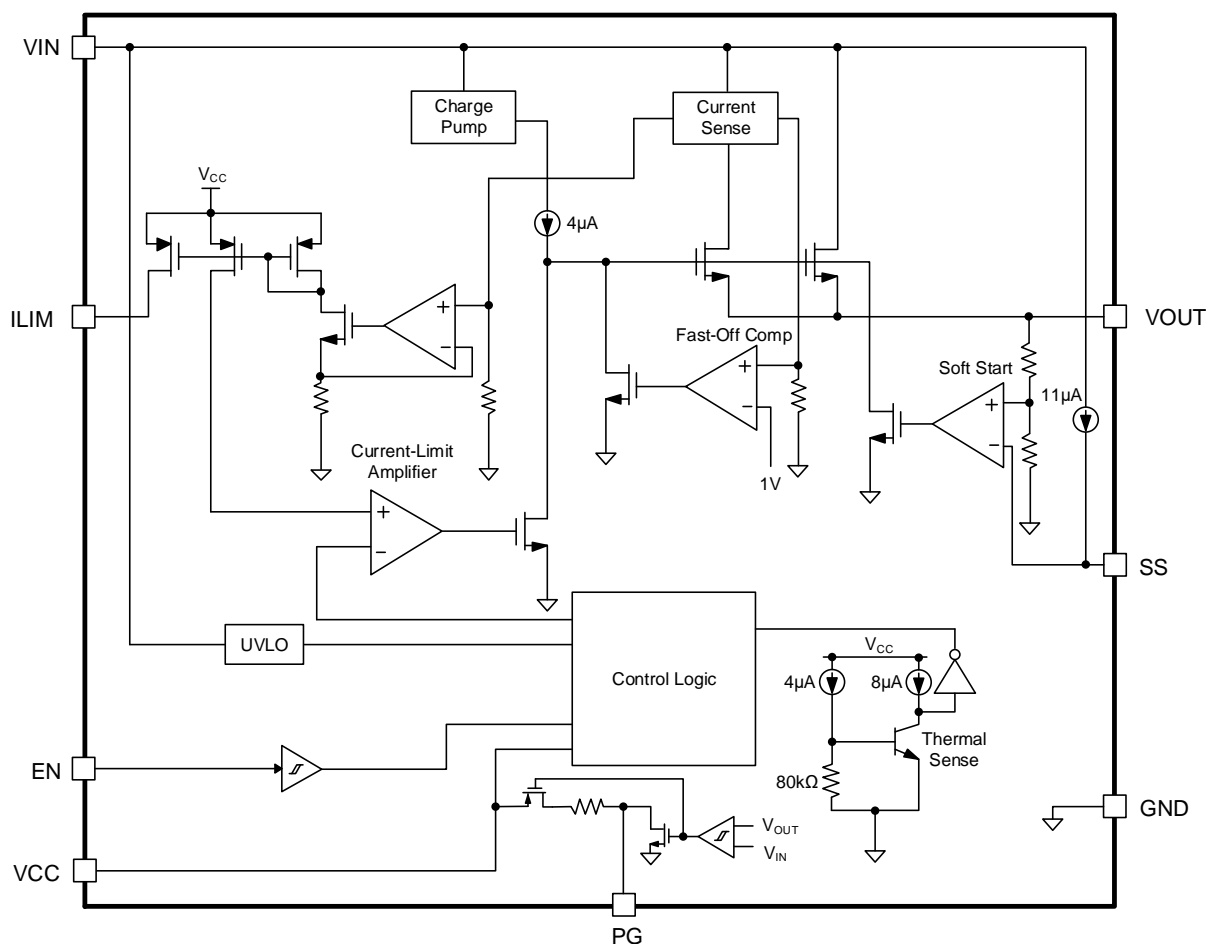 VIN
Charge
Pump
Current
Sense
VCC
4µA
ILIM
VOUT
Fast-Off Comp
+
−
+
−
Soft Start
11µA
+
−
1V
Current-Limit
Amplifier
+
−
SS
UVLO
Control Logic
VCC
4µA
8µA
Thermal
Sense
80kΩ
EN
GND
VOUT
VIN
VCC
PG